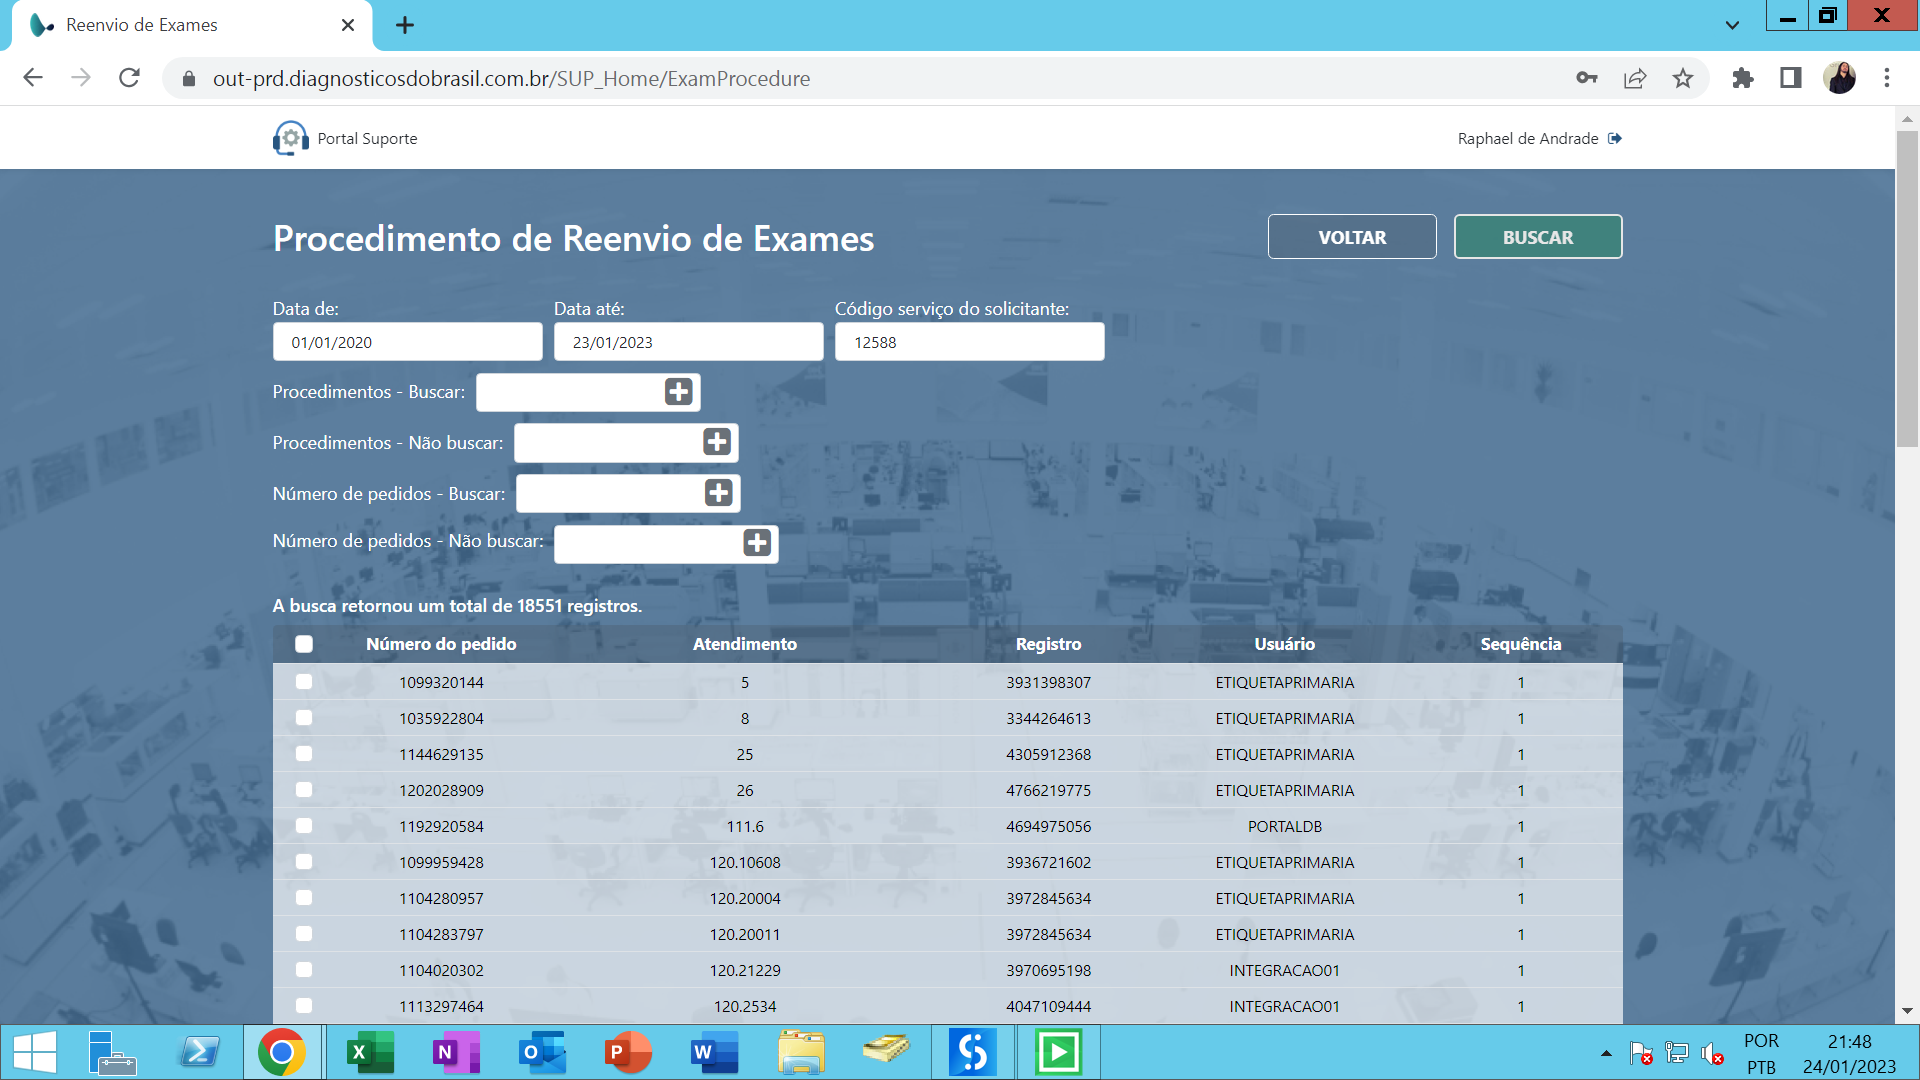 Reenvio de Exames
out-prd.diagnosticosdobrasil.com.br/SUP_Home/ExamProcedure
Portal Suporte
Raphael de Andrade
Procedimento de Reenvio de Exames
VOLTAR
BUSCAR
Data de:
Data até:
Código serviço do solicitante:
01/01/2020
23/01/2023
12588
Procedimentos - Buscar:
Procedimentos - Não buscar:
Número de pedidos - Buscar:
Número de pedidos - Não buscar:
A busca retornou um total de 18551 registros.
Número do pedido Atendimento Registro Usuário Sequência
1099320144 5 3931398307 ETIQUETAPRIMARIA 1
1035922804 8 3344264613 ETIQUETAPRIMARIA 1
1144629135 25 4305912368 ETIQUETAPRIMARIA 1
1202028909 26 4766219775 ETIQUETAPRIMARIA 1
1192920584 111.6 4694975056 PORTALDB 1
1099959428 120.10608 3936721602 ETIQUETAPRIMARIA 1
1104280957 120.20004 3972845634 ETIQUETAPRIMARIA 1
1104283797 120.20011 3972845634 ETIQUETAPRIMARIA 1
1104020302 120.21229 3970695198 INTEGRACAO01 1
1113297464 120.2534 4047109444 INTEGRACAO01 1
POR
PTB
21:48
24/01/2023